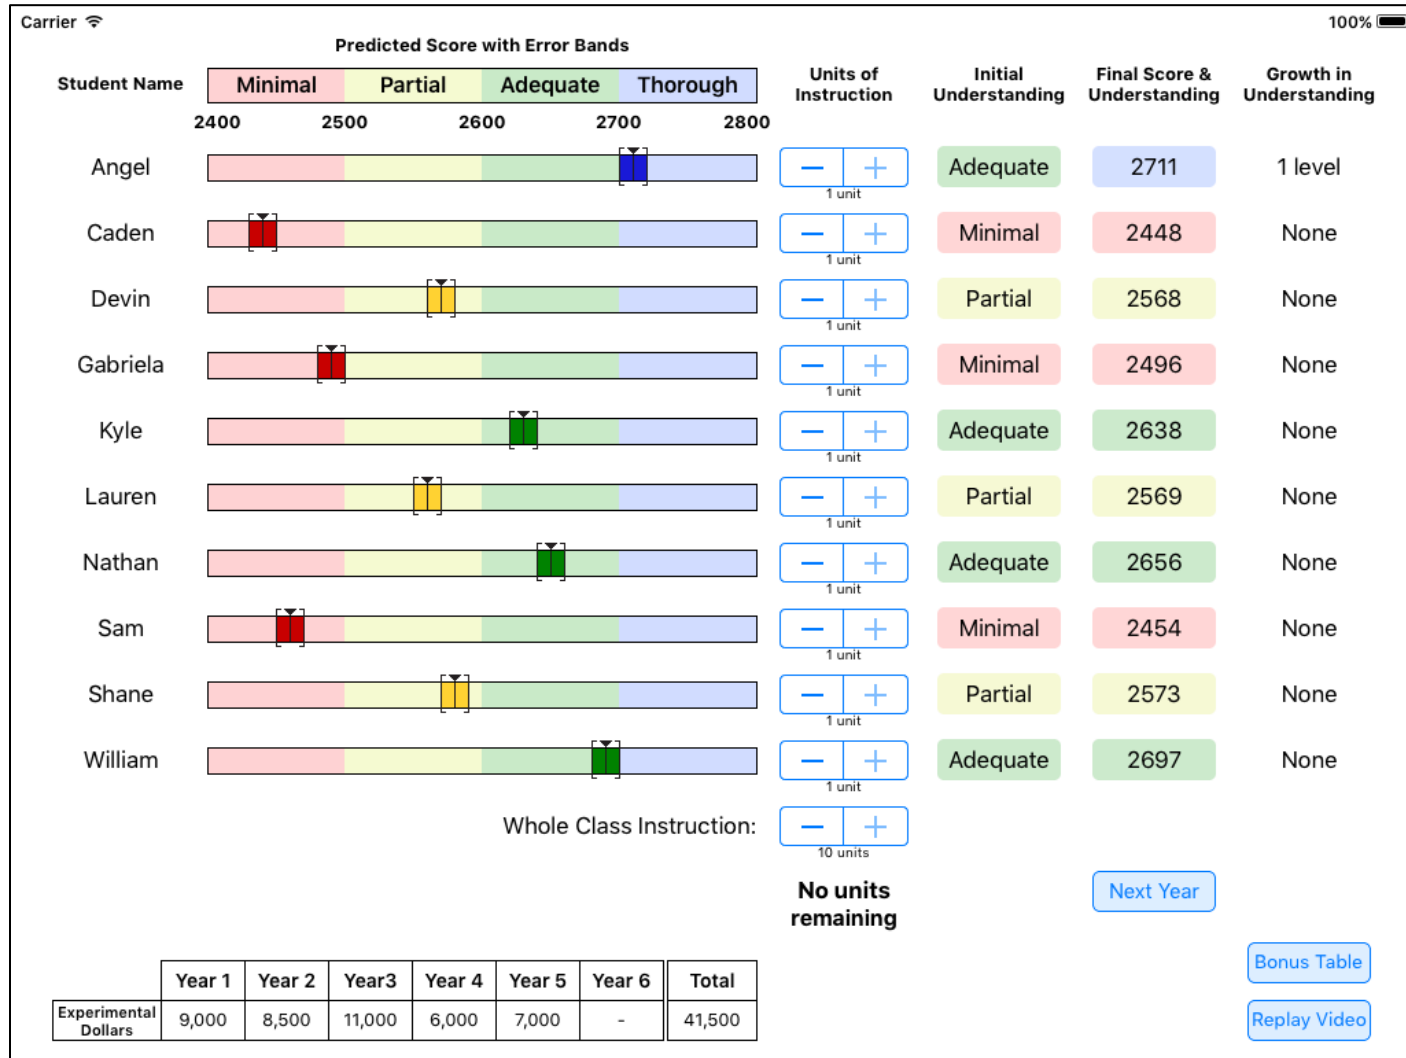 Carrier 100%
Predicted Score with Error Bands
Student Name Minimal Partial Adequate Thorough Units of Instruction Initial Understanding Final Score & Understanding Growth in Understanding
2400 2500 2600 2700 2800
Angel − + Adequate 2711 1 level
1 unit
Caden − + Minimal 2448 None
1 unit
Devin − + Partial 2568 None
1 unit
Gabriela − + Minimal 2496 None
1 unit
Kyle − + Adequate 2638 None
1 unit
Lauren − + Partial 2569 None
1 unit
Nathan − + Adequate 2656 None
1 unit
Sam − + Minimal 2454 None
1 unit
Shane − + Partial 2573 None
1 unit
William − + Adequate 2697 None
1 unit
Whole Class Instruction: − +
10 units
No units
remaining
Next Year
Bonus Table
Year 1 Year 2 Year3 Year 4 Year 5 Year 6 Total
Experimental Dollars 9,000 8,500 11,000 6,000 7,000 - 41,500
Replay Video